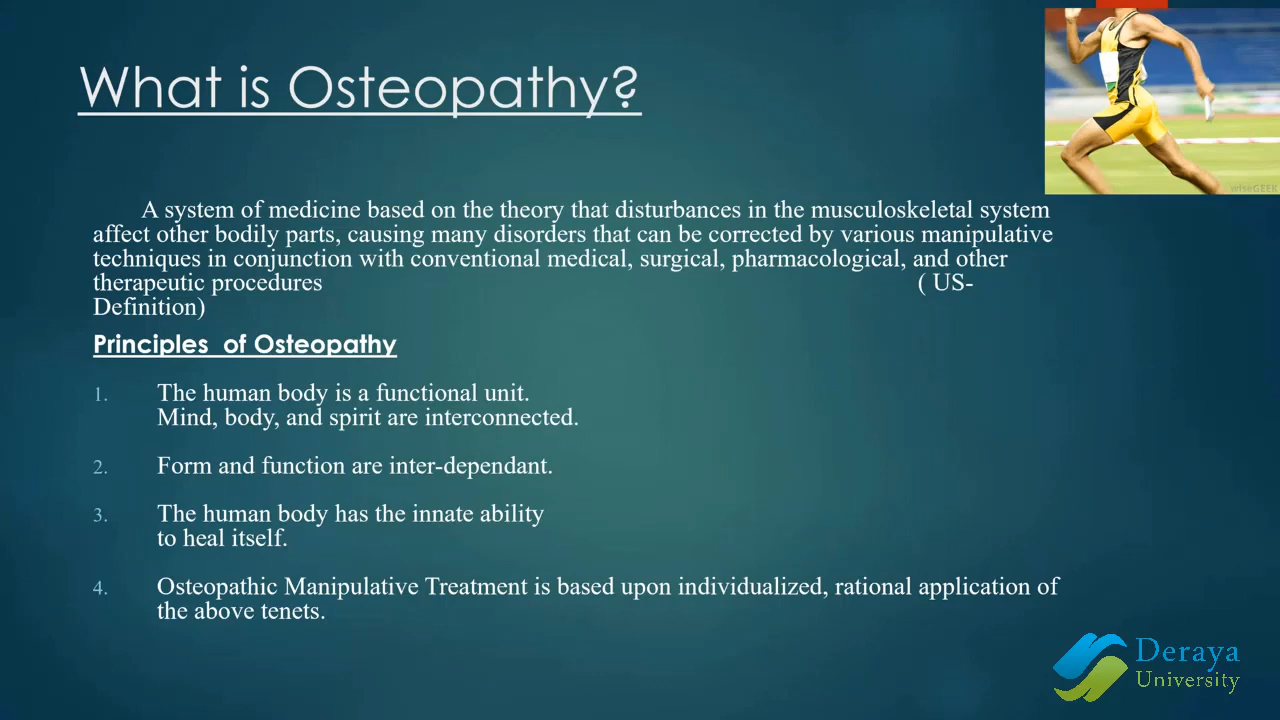 What is Osteopathy?
wiseGEEK
A system of medicine based on the theory that disturbances in the musculoskeletal system
affect other bodily parts, causing many disorders that can be corrected by various manipulative
techniques in conjunction with conventional medical, surgical, pharmacological, and other
therapeutic procedures ( US-
Definition)
Principles of Osteopathy
1. The human body is a functional unit.
Mind, body, and spirit are interconnected.
2. Form and function are inter-dependant.
3. The human body has the innate ability
to heal itself.
4. Osteopathic Manipulative Treatment is based upon individualized, rational application of
the above tenets.
Deraya
University